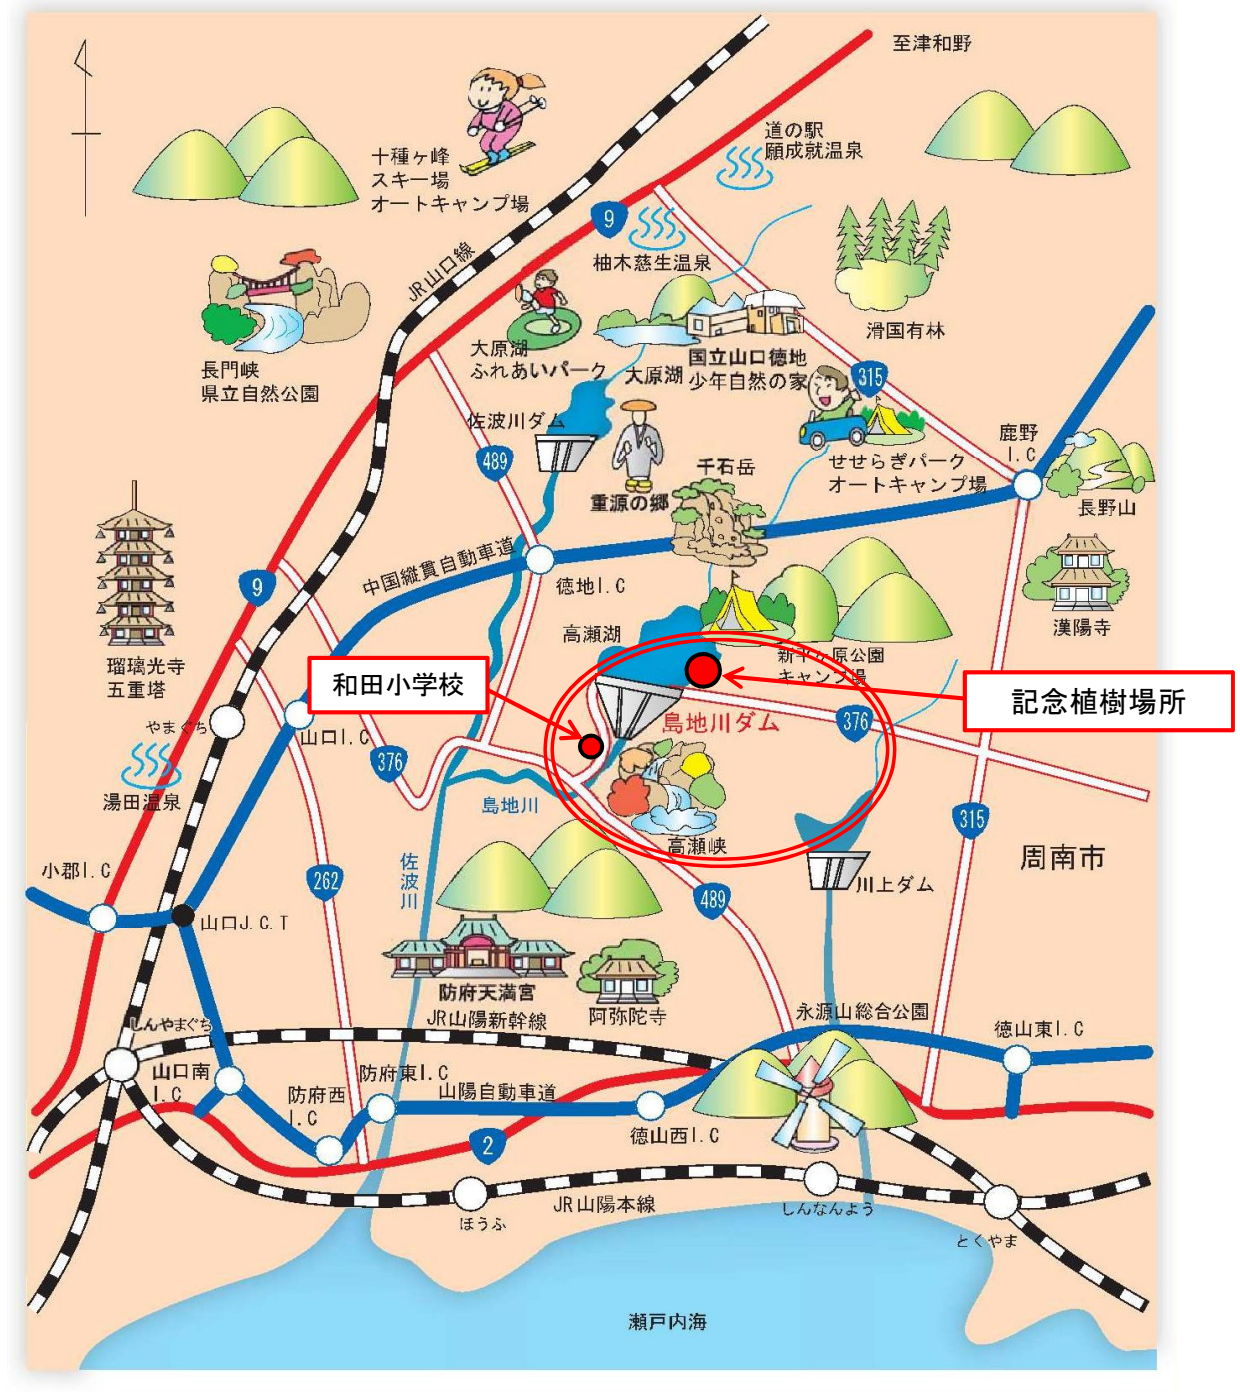 至津和野
道の駅
願成就温泉
十種ヶ峰
スキー場
オートキャンプ場
9
柚木慈生温泉
JR山口線
滑国有林
長門峡
県立自然公園
大原湖
ふれあいパーク
大原湖
国立山口徳地
少年自然の家
315
佐波川ダム
489
鹿野
I.C
千石岳
せせらぎパーク
オートキャンプ場
重源の郷
長野山
中国縦貫自動車道
9
徳地I.C
漢陽寺
高瀬湖
瑠璃光寺
五重塔
和田小学校
新平ヶ原公園
キャンプ場
記念植樹場所
やまぐち
山口I.C
島地川ダム
376
376
湯田温泉
島地川
315
高瀬峡
周南市
小郡I.C
佐波川
262
川上ダム
489
山口J.C.T
防府天満宮
阿弥陀寺
JR山陽新幹線
永源山総合公園
徳山東I.C
しんやまぐち
山口南
I.C
防府東I.C
山陽自動車道
防府西
I.C
徳山西I.C
2
JR山陽本線
ほうふ
しんなんよう
とくやま
瀬戸内海